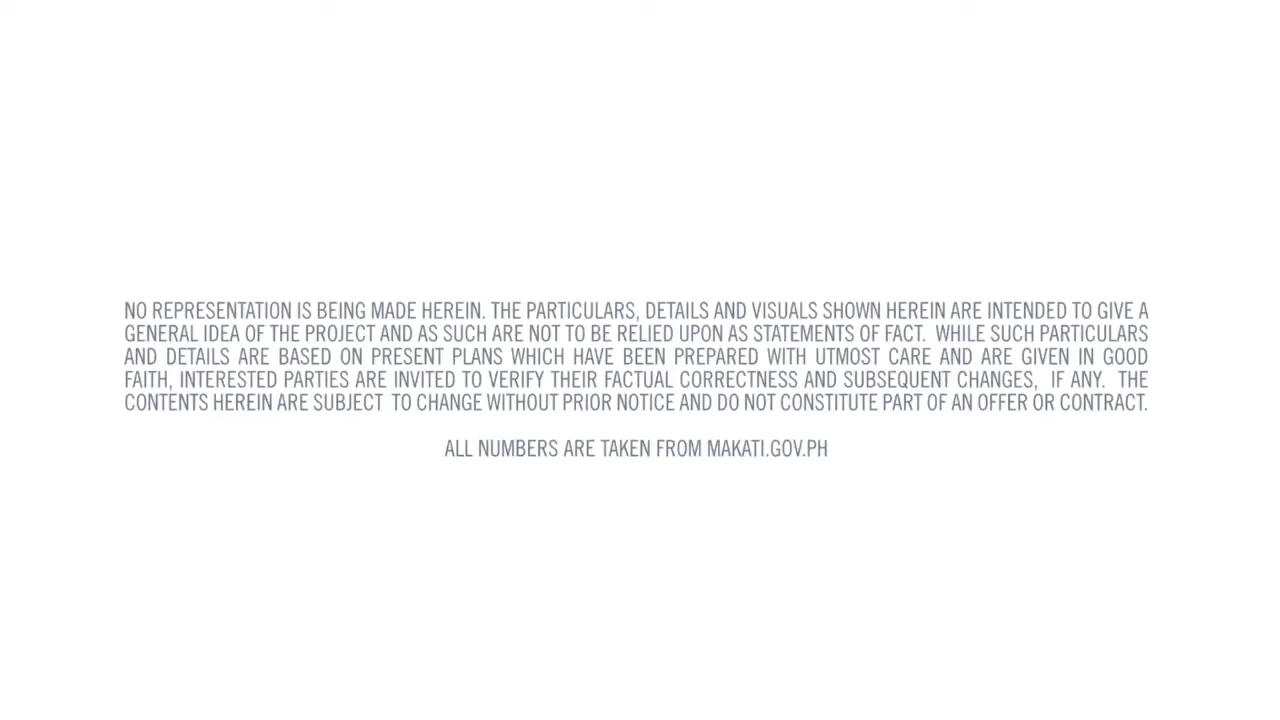 NO REPRESENTATION IS BEING MADE HEREIN. THE PARTICULARS, DETAILS AND VISUALS SHOWN HEREIN ARE INTENDED TO GIVE A
GENERAL IDEA OF THE PROJECT AND AS SUCH ARE NOT TO BE RELIED UPON AS STATEMENTS OF FACT. WHILE SUCH PARTICULARS
AND DETAILS ARE BASED ON PRESENT PLANS WHICH HAVE BEEN PREPARED WITH UTMOST CARE AND ARE GIVEN IN GOOD
FAITH, INTERESTED PARTIES ARE INVITED TO VERIFY THEIR FACTUAL CORRECTNESS AND SUBSEQUENT CHANGES, IF ANY. THE
CONTENTS HEREIN ARE SUBJECT TO CHANGE WITHOUT PRIOR NOTICE AND DO NOT CONSTITUTE PART OF AN OFFER OR CONTRACT.
ALL NUMBERS ARE TAKEN FROM MAKATI.GOV.PH